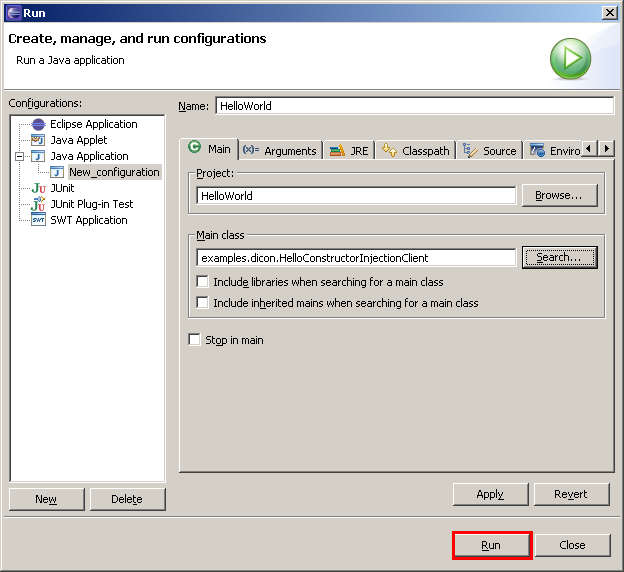 Run
Create, manage, and run configurations
Run a Java application
Configurations:
Eclipse Application
Java Applet
Java Application
New_configuration
JUnit
JUnit Plug-in Test
SWT Application
New
Delete
Name: HelloWorld
Main (x)= Arguments JRE Classpath Source Enviro
Project:
HelloWorld
Browse...
Main class
examples.dicon.HelloConstructorInjectionClient
Search...
Include libraries when searching for a main class
Include inherited mains when searching for a main class
Stop in main
Apply
Revert
Run
Close